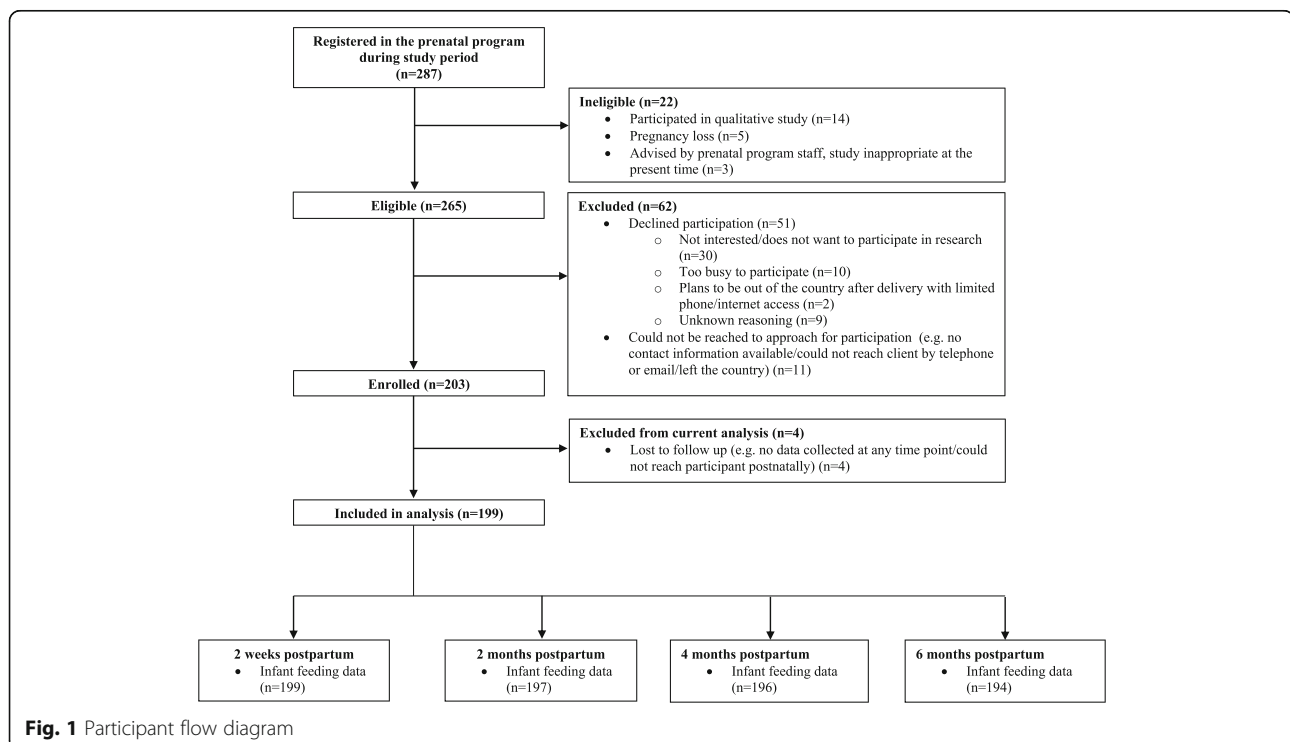 Registered in the prenatal program
during study period
(n=287)
Ineligible (n=22)
• Participated in qualitative study (n=14)
• Pregnancy loss (n=5)
• Advised by prenatal program staff, study inappropriate at the
present time (n=3)
Eligible (n=265)
Excluded (n=62)
• Declined participation (n=51)
o Not interested/does not want to participate in research
(n=30)
o Too busy to participate (n=10)
o Plans to be out of the country after delivery with limited
phone/internet access (n=2)
o Unknown reasoning (n=9)
• Could not be reached to approach for participation (e.g. no
contact information available/could not reach client by telephone
or email/left the country) (n=11)
Enrolled (n=203)
Excluded from current analysis (n=4)
• Lost to follow up (e.g. no data collected at any time point/could
not reach participant postnatally) (n=4)
Included in analysis (n=199)
2 weeks postpartum
• Infant feeding data
(n=199)
2 months postpartum
• Infant feeding data
(n=197)
4 months postpartum
• Infant feeding data
(n=196)
6 months postpartum
• Infant feeding data
(n=194)
Fig. 1 Participant flow diagram